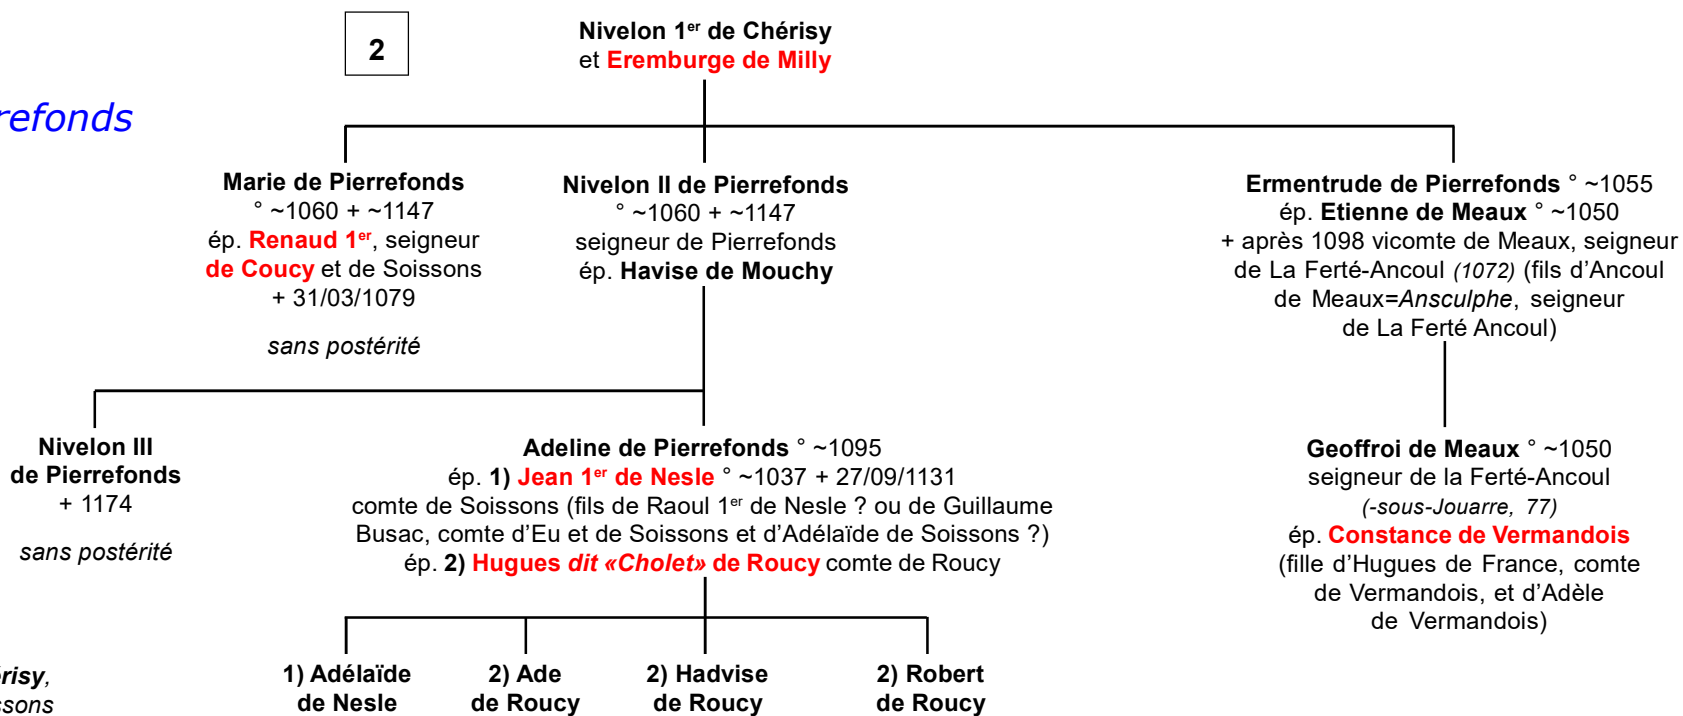 2
Nivelon 1er de Chérisy
et Eremburge de Milly
refonds
Marie de Pierrefonds
° ~1060 + ~1147
ép. Renaud 1er, seigneur
de Coucy et de Soissons
+ 31/03/1079
sans postérité
Nivelon II de Pierrefonds
° ~1060 + ~1147
seigneur de Pierrefonds
ép. Havise de Mouchy
Ermentrude de Pierrefonds ° ~1055
ép. Etienne de Meaux ° ~1050
+ après 1098 vicomte de Meaux, seigneur
de La Ferté-Ancoul (1072) (fils d’Ancoul
de Meaux=Ansculphe, seigneur
de La Ferté Ancoul)
Nivelon III
de Pierrefonds
+ 1174
sans postérité
Adeline de Pierrefonds ° ~1095
ép. 1) Jean 1er de Nesle ° ~1037 + 27/09/1131
comte de Soissons (fils de Raoul 1er de Nesle ? ou de Guillaume
Busac, comte d’Eu et de Soissons et d’Adélaïde de Soissons ?)
ép. 2) Hugues dit «Cholet» de Roucy comte de Roucy
Geoffroi de Meaux ° ~1050
seigneur de la Ferté-Ancoul
(-sous-Jouarre, 77)
ép. Constance de Vermandois
(fille d’Hugues de France, comte
de Vermandois, et d’Adèle
de Vermandois)
érisy,
ssons
1) Adélaïde
de Nesle
2) Ade
de Roucy
2) Hadvise
de Roucy
2) Robert
de Roucy